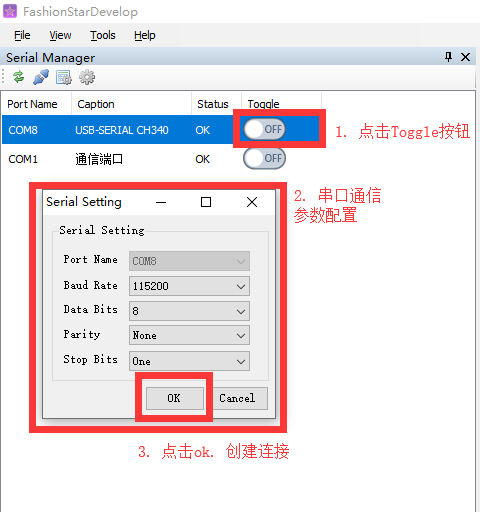 FashionStarDevelop
File View Tools Help
Serial Manager
Port Name Caption Status Toggle
COM8 USB-SERIAL CH340 OK OFF
1. 点击Toggle按钮
COM1 通信端口 OK OFF
2. 串口通信
参数配置
Serial Setting
Serial Setting
Port Name COM8
Baud Rate 115200
Data Bits 8
Parity None
Stop Bits One
OK Cancel
3. 点击ok. 创建连接